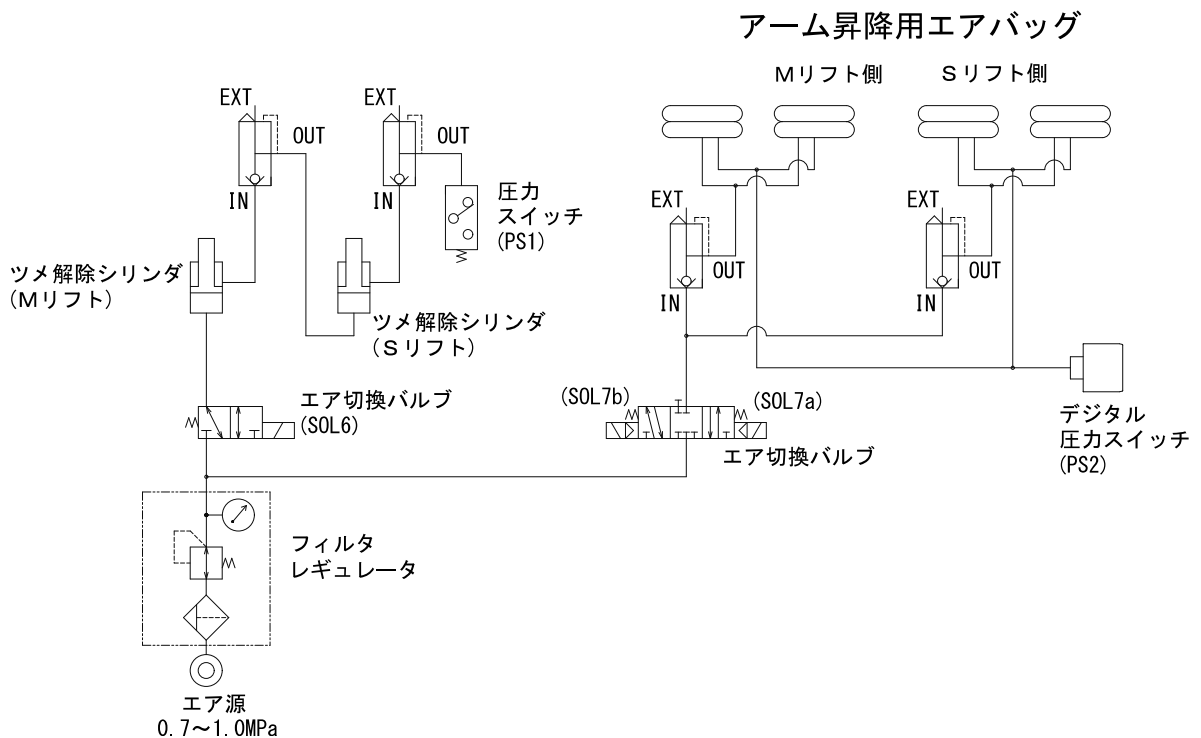 アーム昇降用エアバッグ
Mリフト側
Sリフト側
EXT
OUT
IN
EXT
OUT
IN
圧力
スイッチ
(PS1)
EXT
OUT
IN
EXT
OUT
IN
ツメ解除シリンダ
(Mリフト)
ツメ解除シリンダ
(Sリフト)
エア切換バルブ
(SOL6)
(SOL7b)
(SOL7a)
エア切換バルブ
デジタル
圧力スイッチ
(PS2)
フィルタ
レギュレータ
エア源
0.7～1.0MPa